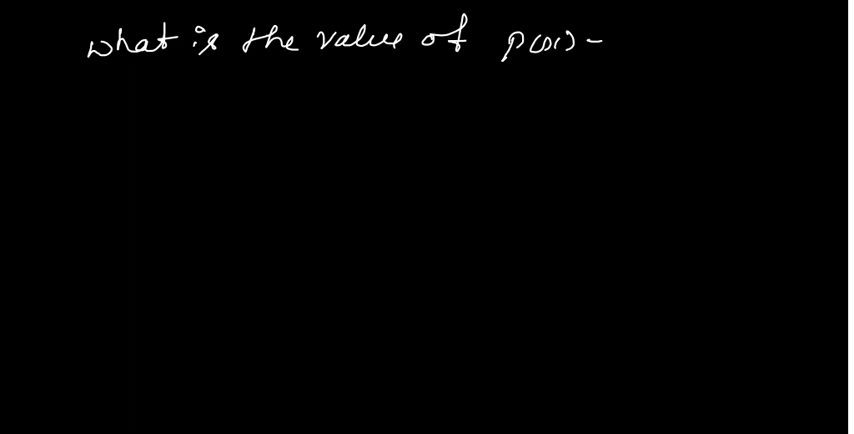 what is the value of p(x) -